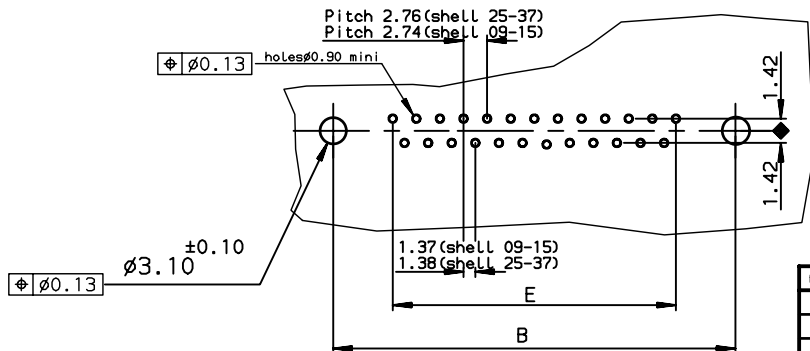 Pitch 2.76(shell 25-37)
Pitch 2.74(shell 09-15)
⌖ ø0.13
holesø0.90 mini
1.42
1.42
±0.10
ø3.10
⌖ ø0.13
1.37(shell 09-15)
1.38(shell 25-37)
E
B